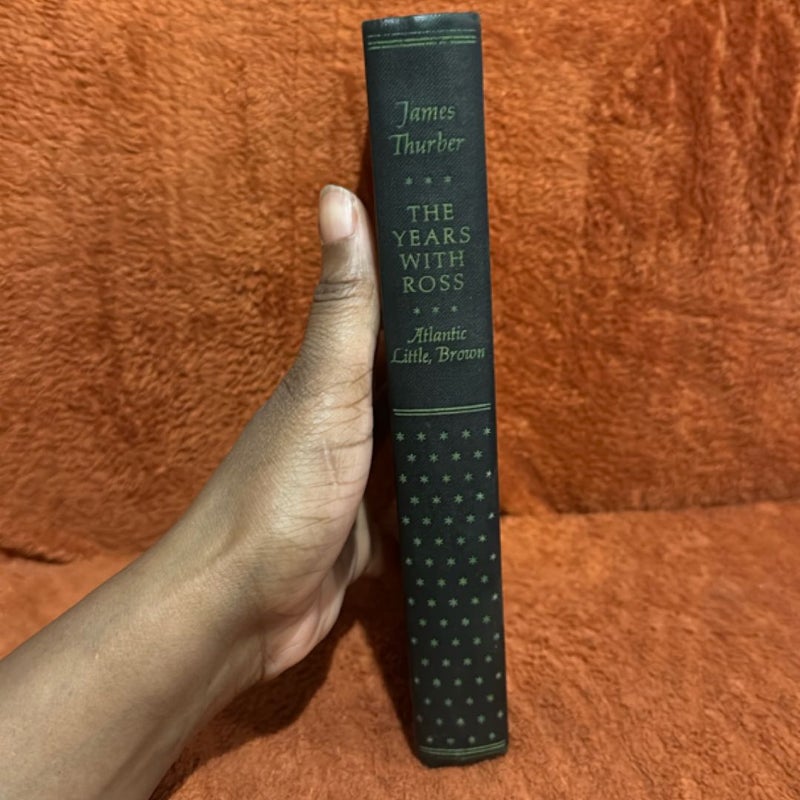 James
Thurber
* * *
THE
YEARS
WITH
ROSS
* * *
Atlantic
Little, Brown